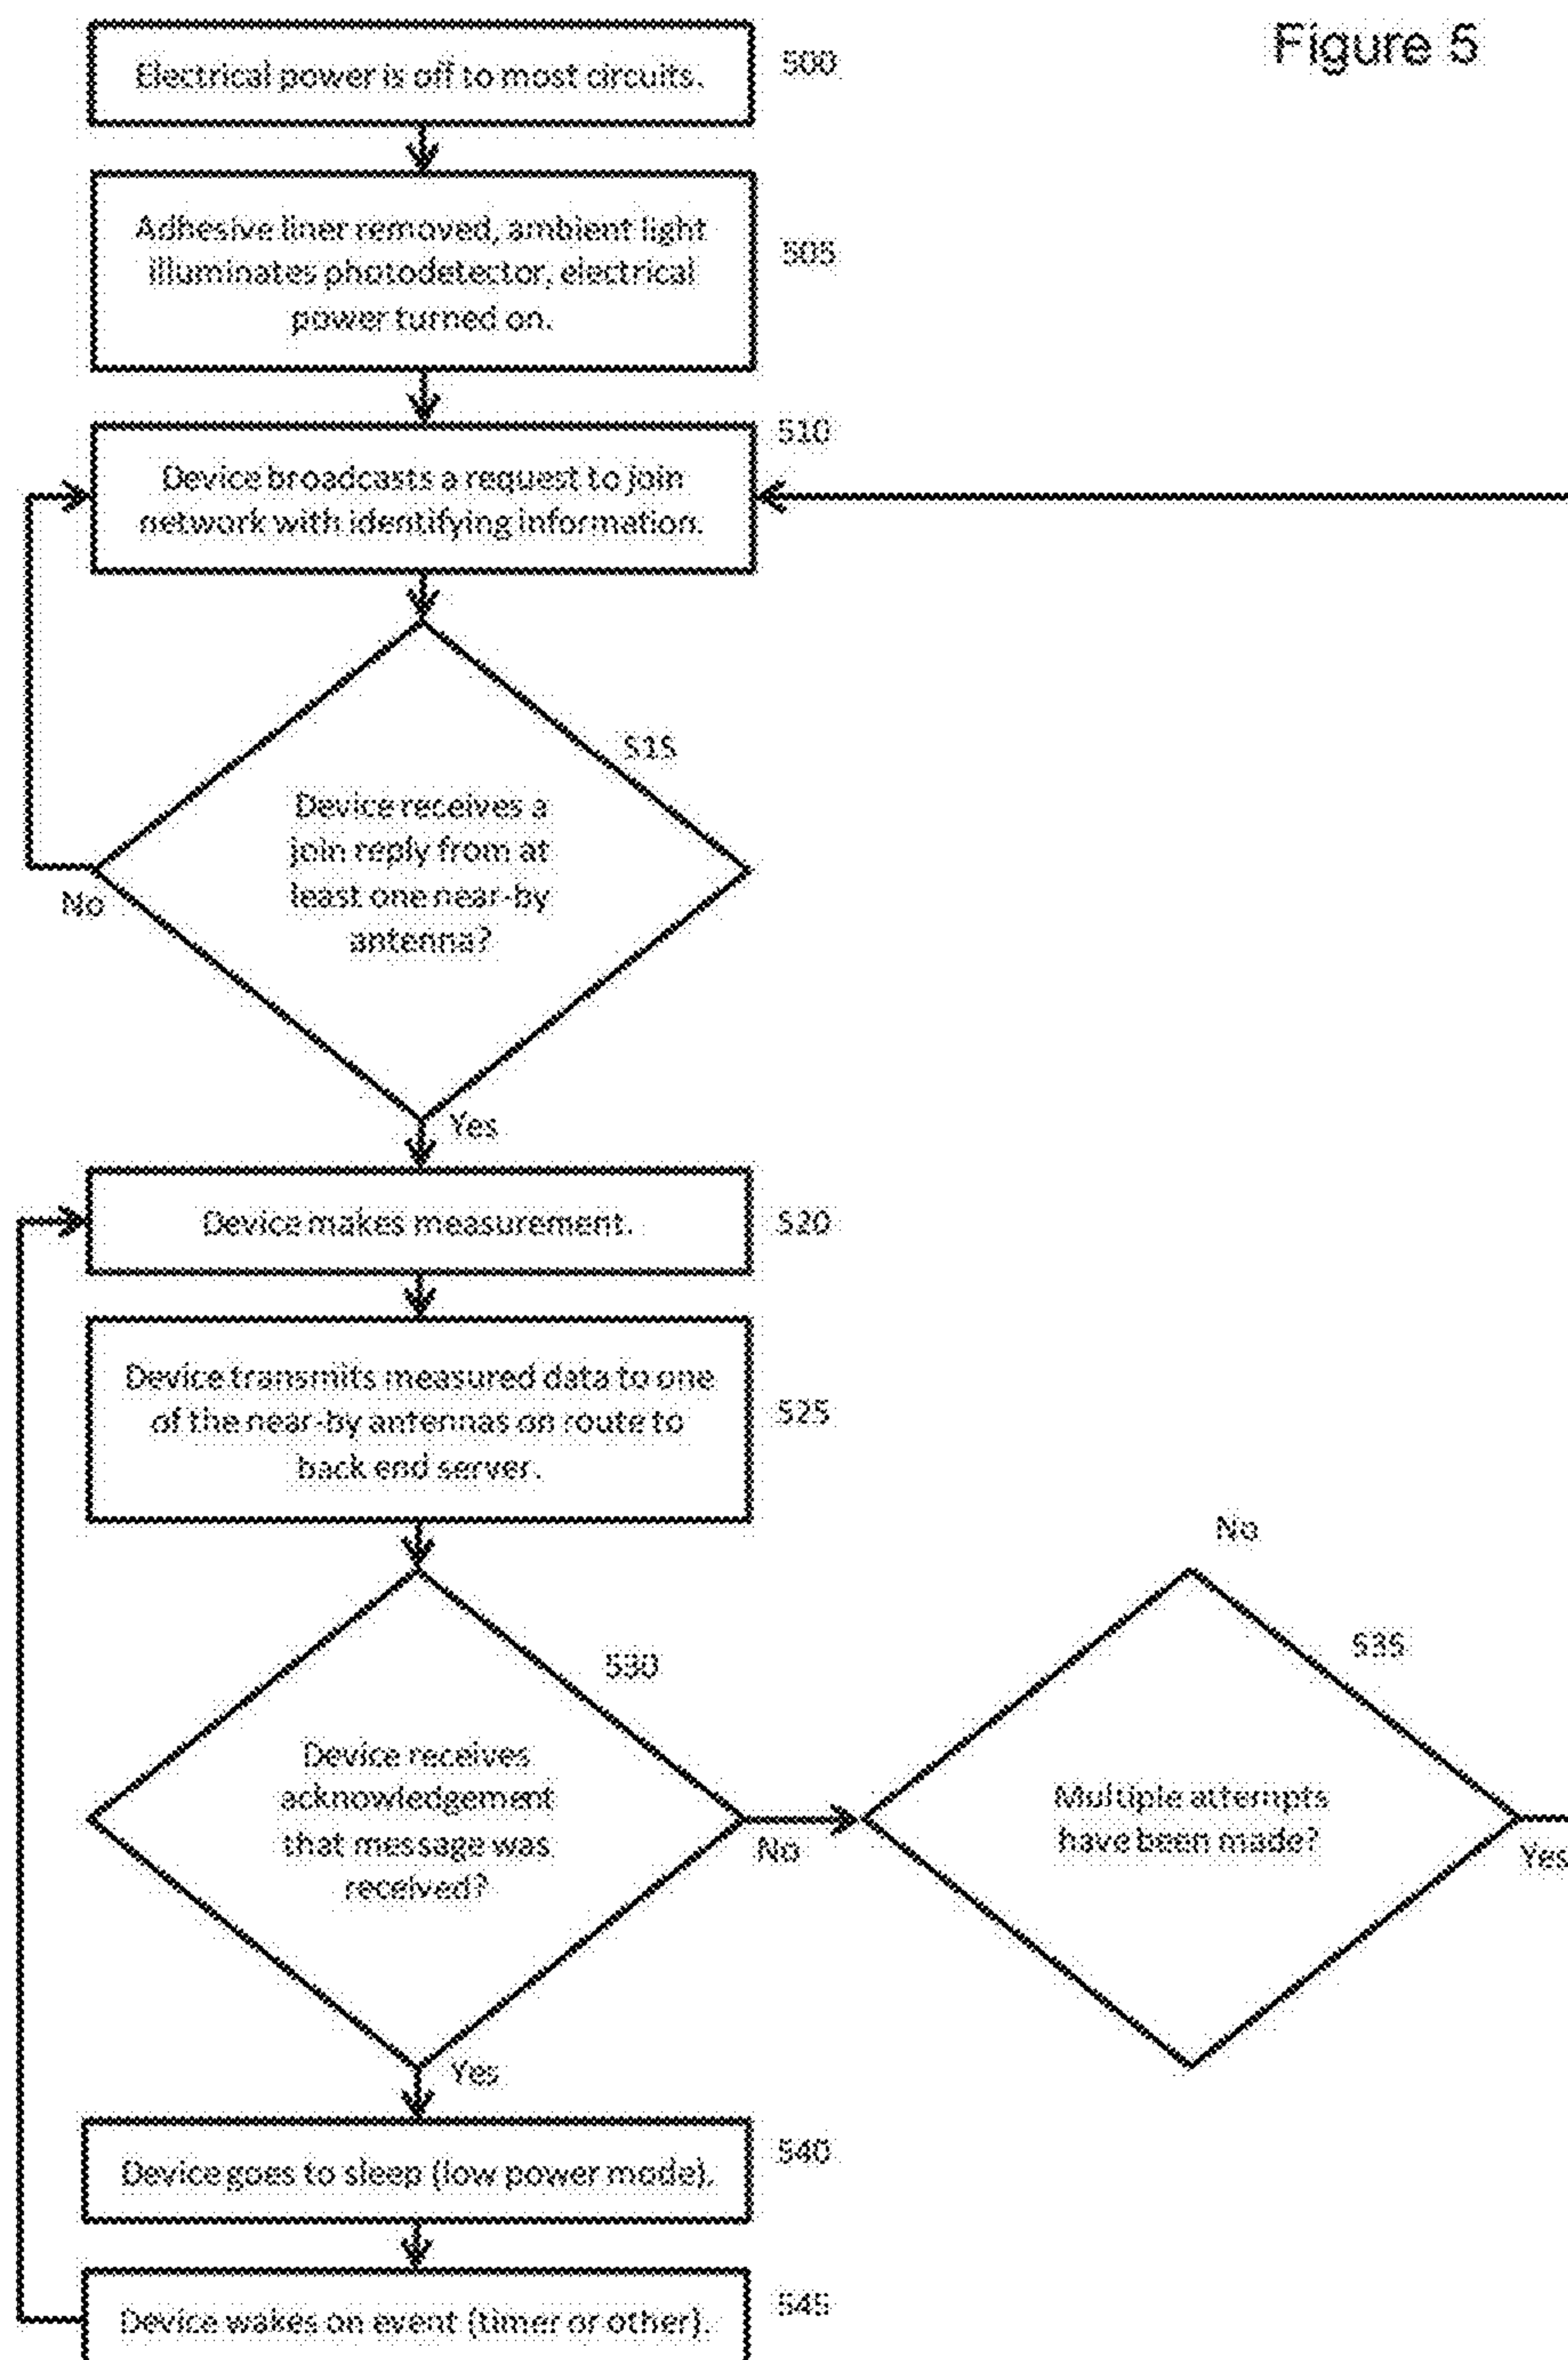 Figure 5
Electrical power is off to most circuits.
500
Adhesive liner removed, ambient light
illuminates photodetector, electrical
power turned on.
505
510
Device broadcasts a request to join
network with identifying information.
515
Device receives a
join reply from at
least one near-by
antenna?
No
Yes
Device makes measurement.
520
Device transmits measured data to one
of the near-by antennas on route to
back end server.
525
No
530
535
Device receives
acknowledgement
that message was
received?
No
Multiple attempts
have been made?
Yes
Yes
540
Device goes to sleep (low power mode).
545
Device wakes on event (timer or other).